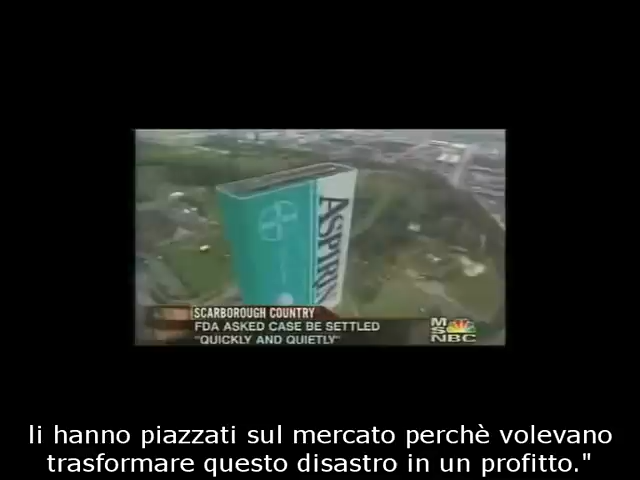 ASPIRIN
SCARBOROUGH COUNTRY
FDA ASKED CASE BE SETTLED
"QUICKLY AND QUIETLY"
MSNBC
li hanno piazzati sul mercato perchè volevano
trasformare questo disastro in un profitto."